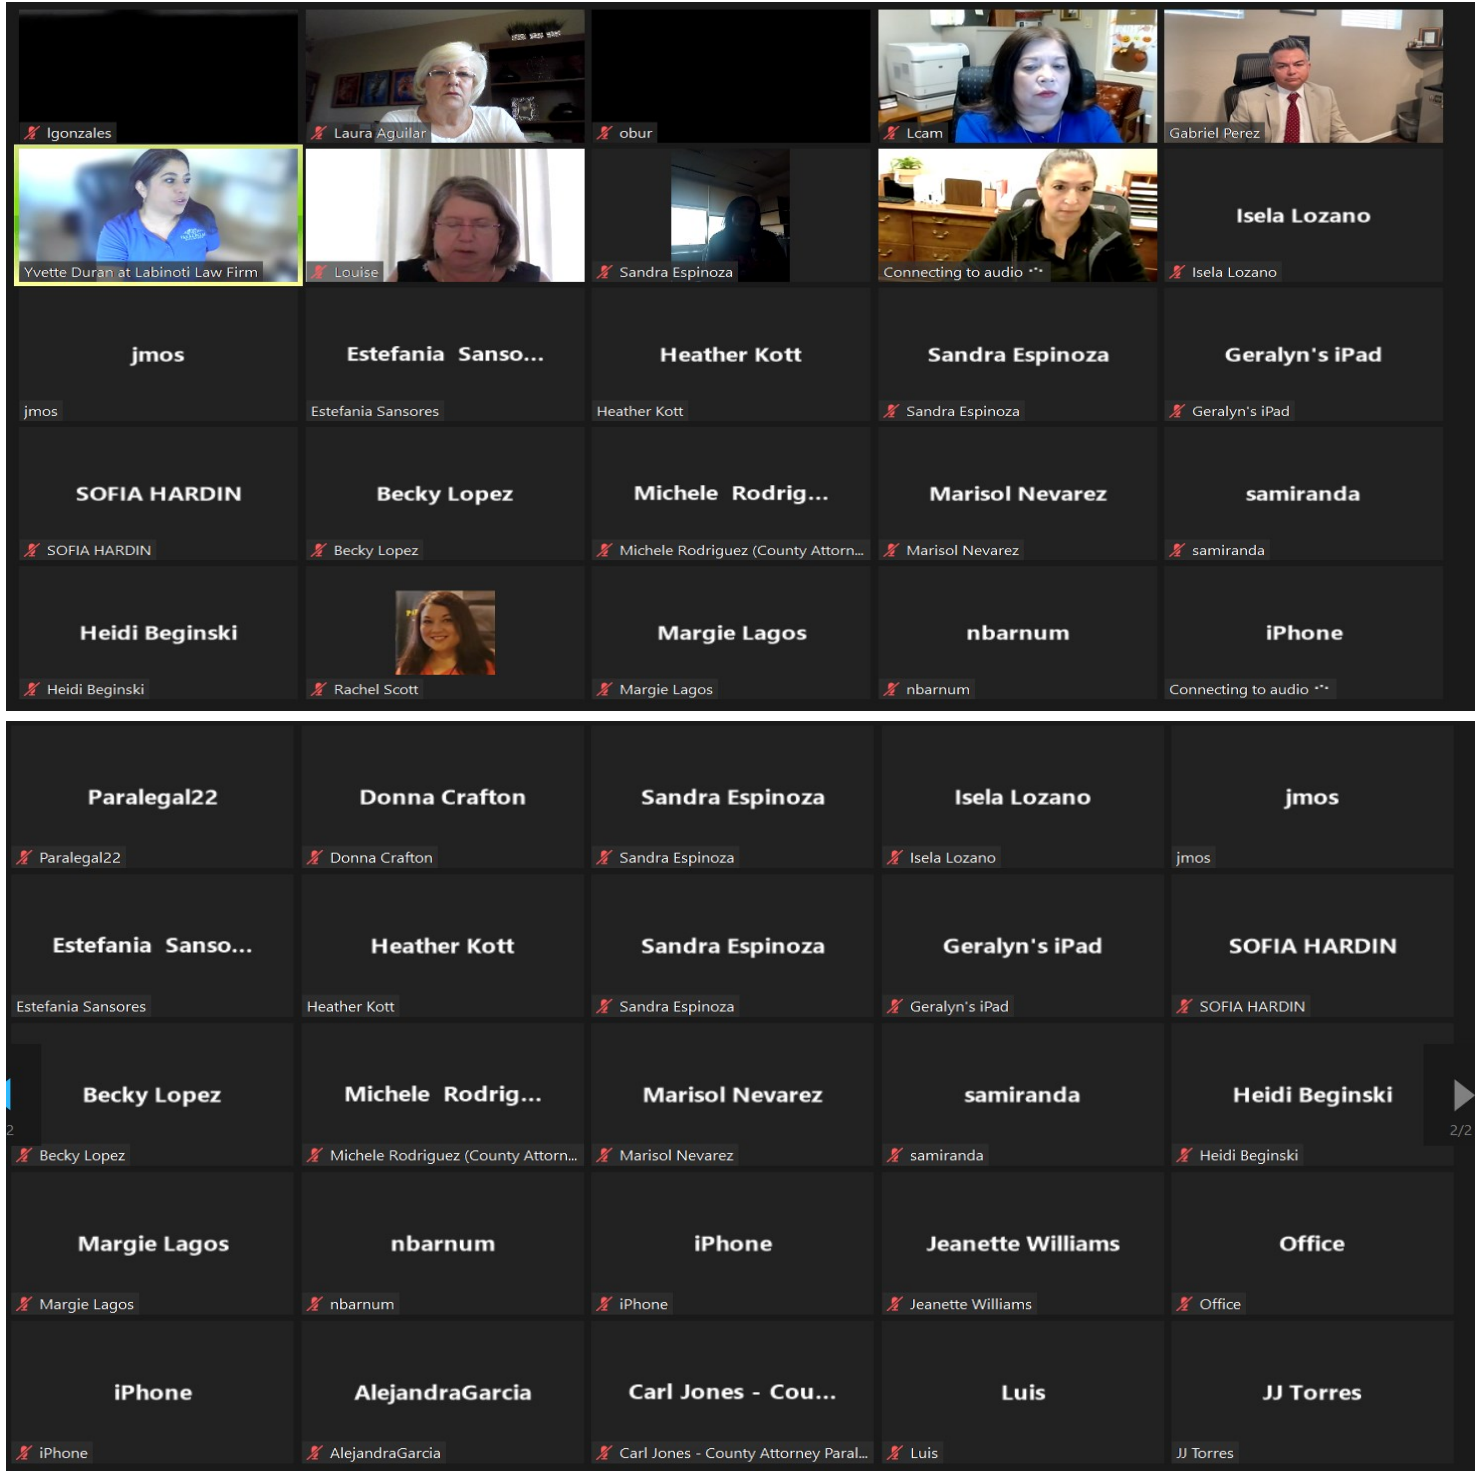 lgonzales
Laura Aguilar
obur
Lcam
Gabriel Perez
Yvette Duran at Labinoti Law Firm
Louise
Sandra Espinoza
Connecting to audio
Isela Lozano
Isela Lozano
jmos
jmos
Estefania Sanso...
Estefania Sansores
Heather Kott
Heather Kott
Sandra Espinoza
Sandra Espinoza
Geralyn's iPad
Geralyn's iPad
SOFIA HARDIN
SOFIA HARDIN
Becky Lopez
Becky Lopez
Michele Rodrig...
Michele Rodriguez (County Attorn...
Marisol Nevarez
Marisol Nevarez
samiranda
samiranda
Heidi Beginski
Heidi Beginski
Rachel Scott
Margie Lagos
Margie Lagos
nbarnum
nbarnum
iPhone
Connecting to audio
Paralegal22
Paralegal22
Donna Crafton
Donna Crafton
Sandra Espinoza
Sandra Espinoza
Isela Lozano
Isela Lozano
jmos
jmos
Estefania Sanso...
Estefania Sansores
Heather Kott
Heather Kott
Sandra Espinoza
Sandra Espinoza
Geralyn's iPad
Geralyn's iPad
SOFIA HARDIN
SOFIA HARDIN
2
Becky Lopez
Becky Lopez
Michele Rodrig...
Michele Rodriguez (County Attorn...
Marisol Nevarez
Marisol Nevarez
samiranda
samiranda
Heidi Beginski
Heidi Beginski
2/2
Margie Lagos
Margie Lagos
nbarnum
nbarnum
iPhone
iPhone
Jeanette Williams
Jeanette Williams
Office
Office
iPhone
iPhone
AlejandraGarcia
AlejandraGarcia
Carl Jones - Cou...
Carl Jones - County Attorney Paral...
Luis
Luis
JJ Torres
JJ Torres